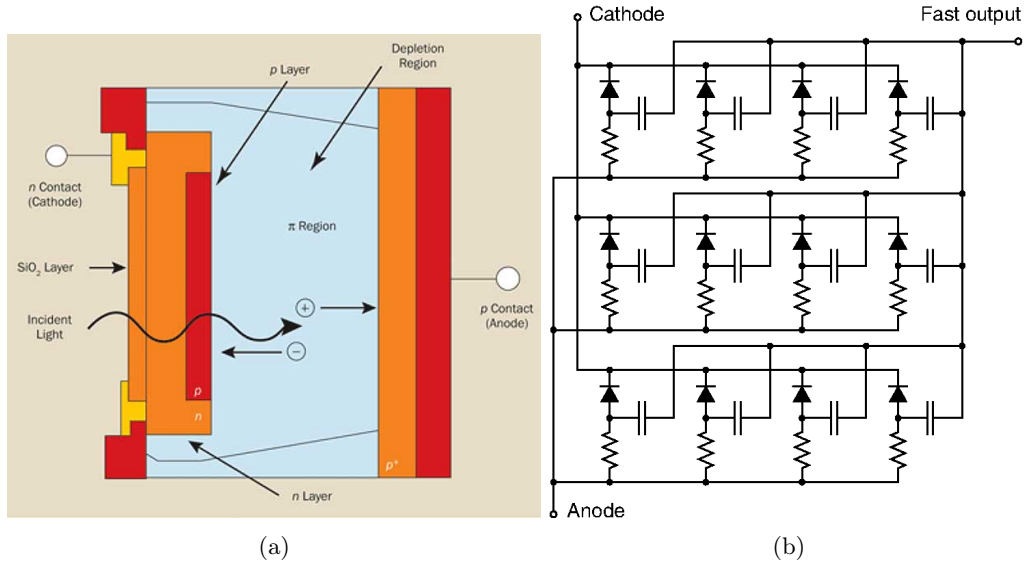 Cathode
Fast output
Depletion
Region
p Layer
n Contact
(Cathode)
π Region
SiO₂ Layer
Incident
Light
p Contact
(Anode)
p
n
p⁺
n Layer
Anode
(a)
(b)